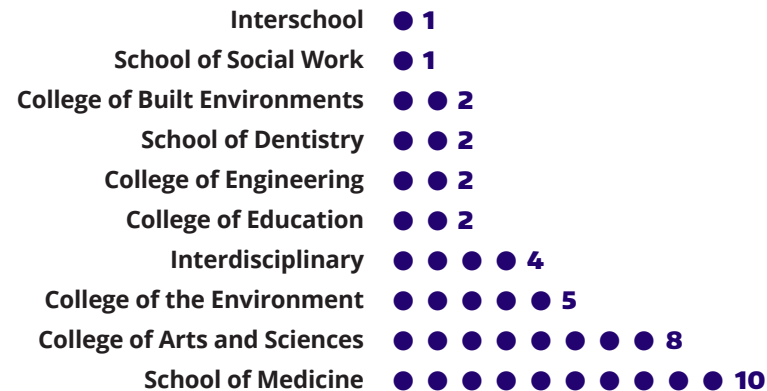 Interschool 1
School of Social Work 1
College of Built Environments 2
School of Dentistry 2
College of Engineering 2
College of Education 2
Interdisciplinary 4
College of the Environment 5
College of Arts and Sciences 8
School of Medicine 10